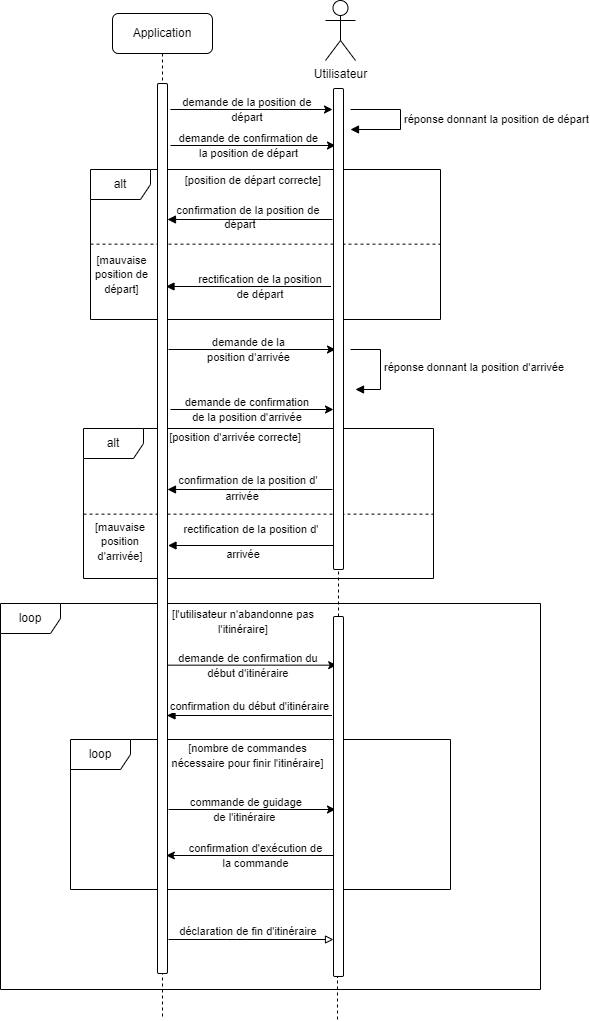 Application
Utilisateur
demande de la position de
départ
réponse donnant la position de départ
demande de confirmation de
la position de départ
alt
[position de départ correcte]
confirmation de la position de
départ
[mauvaise
position de
départ]
rectification de la position
de départ
demande de la
position d'arrivée
réponse donnant la position d'arrivée
demande de confirmation
de la position d'arrivée
alt
[position d'arrivée correcte]
confirmation de la position d'
arrivée
[mauvaise
position
d'arrivée]
rectification de la position d'
arrivée
loop
[l'utilisateur n'abandonne pas
l'itinéraire]
demande de confirmation du
début d'itinéraire
confirmation du début d'itinéraire
loop
[nombre de commandes
nécessaire pour finir l'itinéraire]
commande de guidage
de l'itinéraire
confirmation d'exécution de
la commande
déclaration de fin d'itinéraire